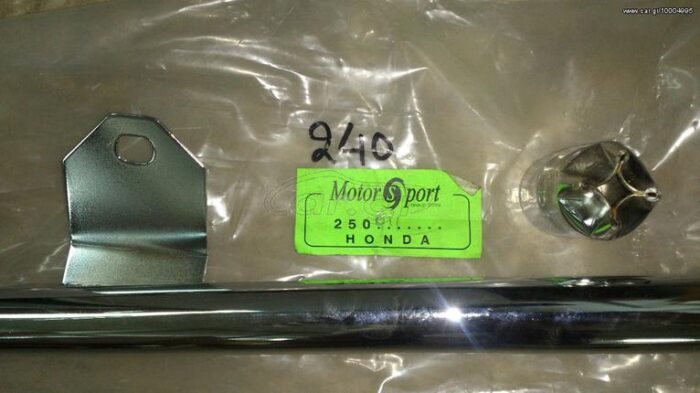 www.car.gr/10004995
240
Motor Sport
250.......
HONDA